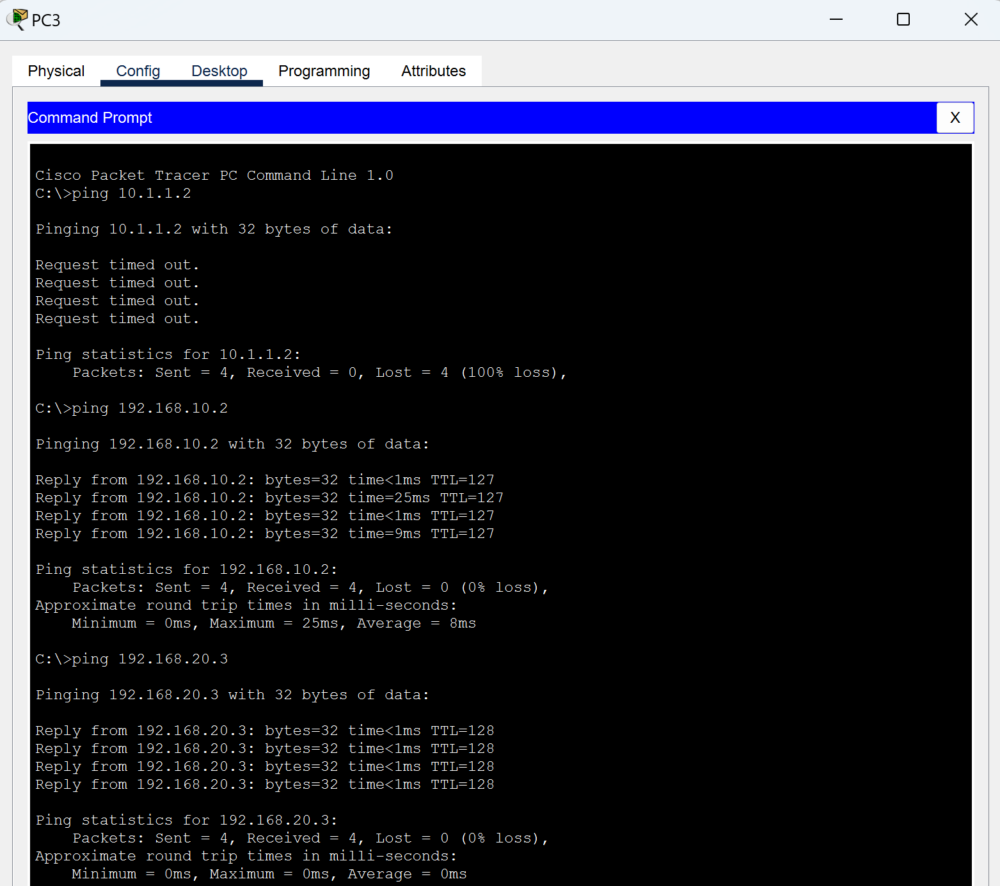 PC3
Physical Config Desktop Programming Attributes
Command Prompt X
Cisco Packet Tracer PC Command Line 1.0
C:\>ping 10.1.1.2
Pinging 10.1.1.2 with 32 bytes of data:
Request timed out.
Request timed out.
Request timed out.
Request timed out.
Ping statistics for 10.1.1.2:
    Packets: Sent = 4, Received = 0, Lost = 4 (100% loss),
C:\>ping 192.168.10.2
Pinging 192.168.10.2 with 32 bytes of data:
Reply from 192.168.10.2: bytes=32 time<1ms TTL=127
Reply from 192.168.10.2: bytes=32 time=25ms TTL=127
Reply from 192.168.10.2: bytes=32 time<1ms TTL=127
Reply from 192.168.10.2: bytes=32 time=9ms TTL=127
Ping statistics for 192.168.10.2:
    Packets: Sent = 4, Received = 4, Lost = 0 (0% loss),
Approximate round trip times in milli-seconds:
    Minimum = 0ms, Maximum = 25ms, Average = 8ms
C:\>ping 192.168.20.3
Pinging 192.168.20.3 with 32 bytes of data:
Reply from 192.168.20.3: bytes=32 time<1ms TTL=128
Reply from 192.168.20.3: bytes=32 time<1ms TTL=128
Reply from 192.168.20.3: bytes=32 time<1ms TTL=128
Reply from 192.168.20.3: bytes=32 time<1ms TTL=128
Ping statistics for 192.168.20.3:
    Packets: Sent = 4, Received = 4, Lost = 0 (0% loss),
Approximate round trip times in milli-seconds:
    Minimum = 0ms, Maximum = 0ms, Average = 0ms